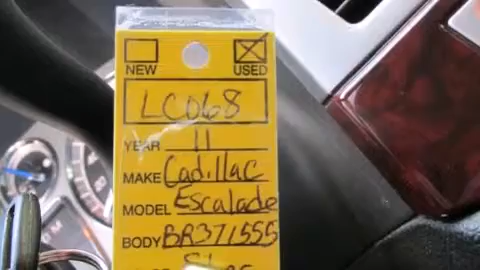 NEW USED
LC068
YEAR 11
MAKE Cadillac
MODEL Escalade
BODY BR371555